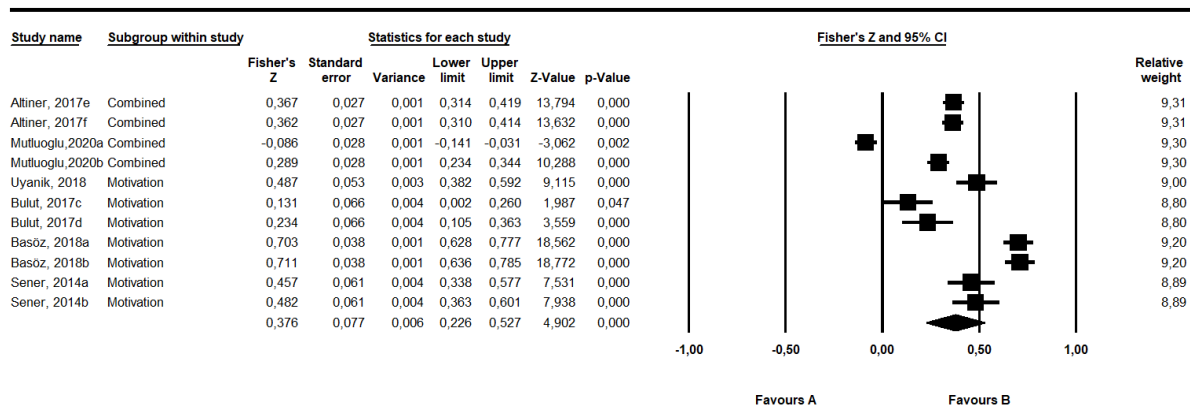 Study name Subgroup within study Statistics for each study Fisher's Z and 95% CI
Fisher's Z Standard error Variance Lower limit Upper limit Z-Value p-Value Relative weight
Altiner, 2017e Combined 0,367 0,027 0,001 0,314 0,419 13,794 0,000 9,31
Altiner, 2017f Combined 0,362 0,027 0,001 0,310 0,414 13,632 0,000 9,31
Mutluoglu,2020a Combined -0,086 0,028 0,001 -0,141 -0,031 -3,062 0,002 9,30
Mutluoglu,2020b Combined 0,289 0,028 0,001 0,234 0,344 10,288 0,000 9,30
Uyanik, 2018 Motivation 0,487 0,053 0,003 0,382 0,592 9,115 0,000 9,00
Bulut, 2017c Motivation 0,131 0,066 0,004 0,002 0,260 1,987 0,047 8,80
Bulut, 2017d Motivation 0,234 0,066 0,004 0,105 0,363 3,559 0,000 8,80
Basöz, 2018a Motivation 0,703 0,038 0,001 0,628 0,777 18,562 0,000 9,20
Basöz, 2018b Motivation 0,711 0,038 0,001 0,636 0,785 18,772 0,000 9,20
Sener, 2014a Motivation 0,457 0,061 0,004 0,338 0,577 7,531 0,000 8,89
Sener, 2014b Motivation 0,482 0,061 0,004 0,363 0,601 7,938 0,000 8,89
0,376 0,077 0,006 0,226 0,527 4,902 0,000
-1,00 -0,50 0,00 0,50 1,00
Favours A Favours B